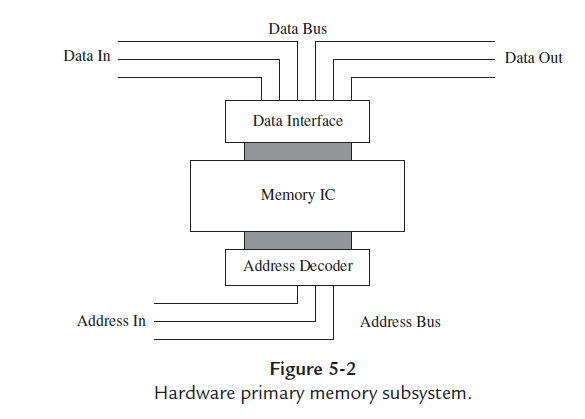 Data Bus
Data In
Data Out
Data Interface
Memory IC
Address Decoder
Address In
Address Bus
Figure 5-2
Hardware primary memory subsystem.